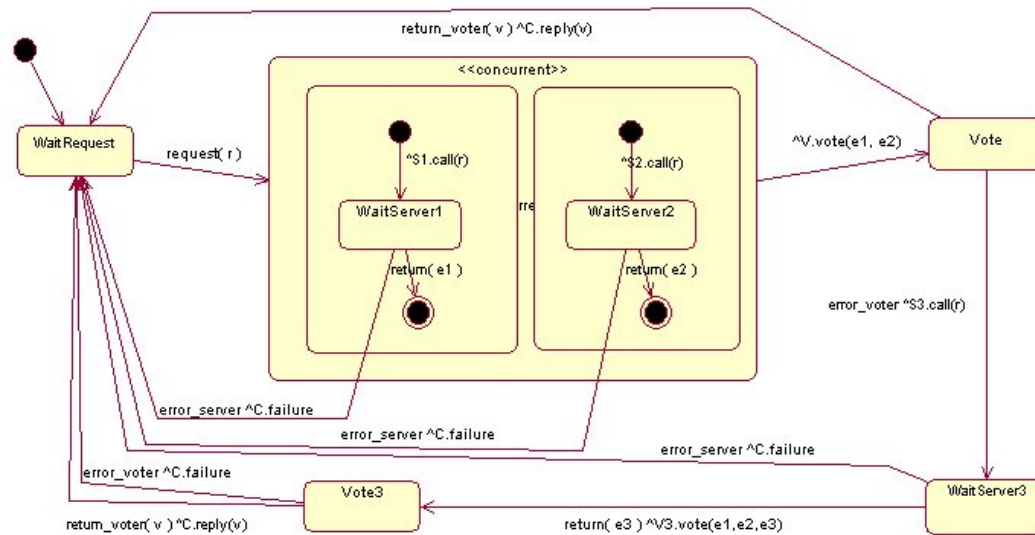 return_voter( v ) ^C.reply(v)
<<concurrent>>
WaitRequest
request( r )
^S1.call(r)
^S2.call(r)
^V.vote(e1, e2)
Vote
WaitServer1
WaitServer2
return( e1 )
return( e2 )
error_voter ^S3.call(r)
error_server ^C.failure
error_server ^C.failure
error_server ^C.failure
error_voter ^C.failure
Vote3
WaitServer3
return_voter( v ) ^C.reply(v)
return( e3 ) ^V3.vote(e1,e2,e3)